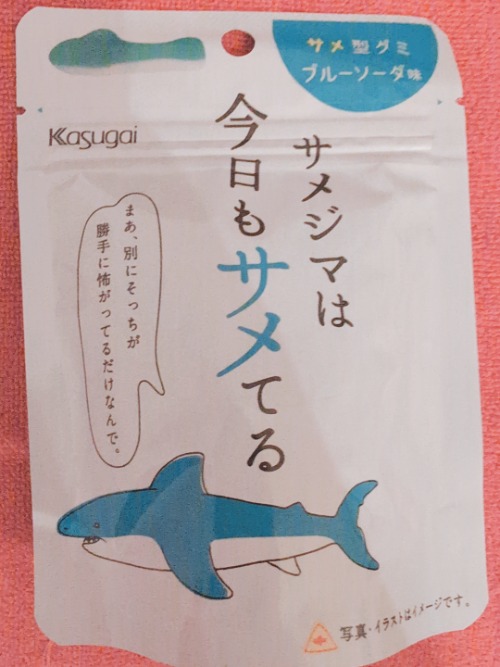 サメ型グミ
ブルーソーダ味
Kasugai
サメジマは
今日もサメてる
まぁ、別にそっちが
勝手に怖がってるだけなんで。
写真・イラストはイメージです。